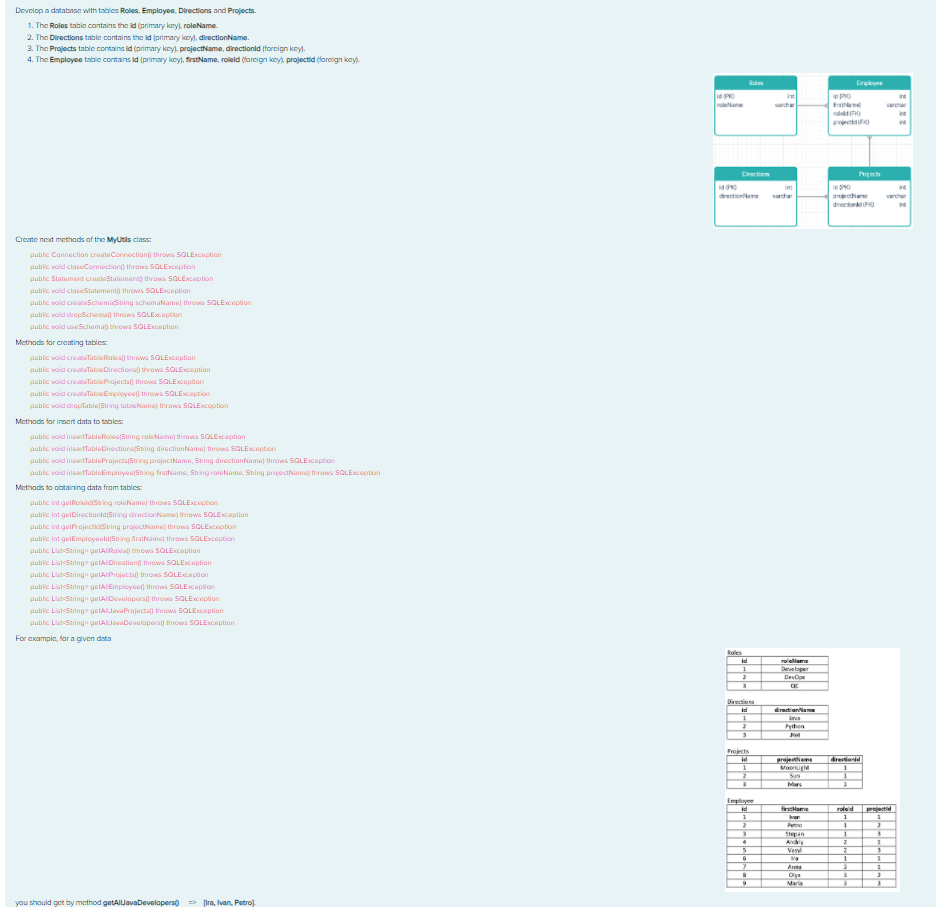 Develop a database with tables Roles, Employee, Directions and Projects.
1. The Roles table contains the id (primary key), roleName.
2. The Directions table contains the id (primary key), directionName.
3. The Projects table contains id (primary key), projectName, directionId (foreign key).
4. The Employee table contains id (primary key), firstName, roleId (foreign key), projectId (foreign key).
Roles
id (PK) int
roleName varchar
Employee
id (PK) int
firstName varchar
roleId (FK) int
projectId (FK) int
Directions
id (PK) int
directionName varchar
Projects
id (PK) int
projectName varchar
directionId (FK) int
Create next methods of the MyUtils class:
public Connection createConnection() throws SQLException
public void closeConnection() throws SQLException
public Statement createStatement() throws SQLException
public void closeStatement() throws SQLException
public void createSchema(String schemaName) throws SQLException
public void dropSchema() throws SQLException
public void useSchema() throws SQLException
Methods for creating tables:
public void createTableRoles() throws SQLException
public void createTableDirections() throws SQLException
public void createTableProjects() throws SQLException
public void createTableEmployee() throws SQLException
public void dropTable(String tableName) throws SQLException
Methods for insert data to tables:
public void insertTableRoles(String roleName) throws SQLException
public void insertTableDirections(String directionName) throws SQLException
public void insertTableProjects(String projectName, String directionName) throws SQLException
public void insertTableEmployee(String firstName, String roleName, String projectName) throws SQLException
Methods to obtaining data from tables:
public int getRoleId(String roleName) throws SQLException
public int getDirectionId(String directionName) throws SQLException
public int getProjectId(String projectName) throws SQLException
public int getEmployeeId(String firstName) throws SQLException
public List<String> getAllRoles() throws SQLException
public List<String> getAllDirestion() throws SQLException
public List<String> getAllProjects() throws SQLException
public List<String> getAllEmployee() throws SQLException
public List<String> getAllDevelopers() throws SQLException
public List<String> getAllJavaProjects() throws SQLException
public List<String> getAllJavaDevelopers() throws SQLException
For example, for a given data
Roles
id roleName
1 Developer
2 DevOps
3 QC
Directions
id directionName
1 Java
2 Python
3 .Net
Projects
id projectName directionId
1 MoonLight 1
2 Sun 1
3 Mars 2
Employee
id firstName roleId projectId
1 Ivan 1 1
2 Petro 1 2
3 Stepan 1 3
4 Andriy 2 1
5 Vasyl 2 3
6 Ira 1 1
7 Anna 3 1
8 Olya 3 2
9 Maria 3 3
you should get by method getAllJavaDevelopers() => [Ira, Ivan, Petro].